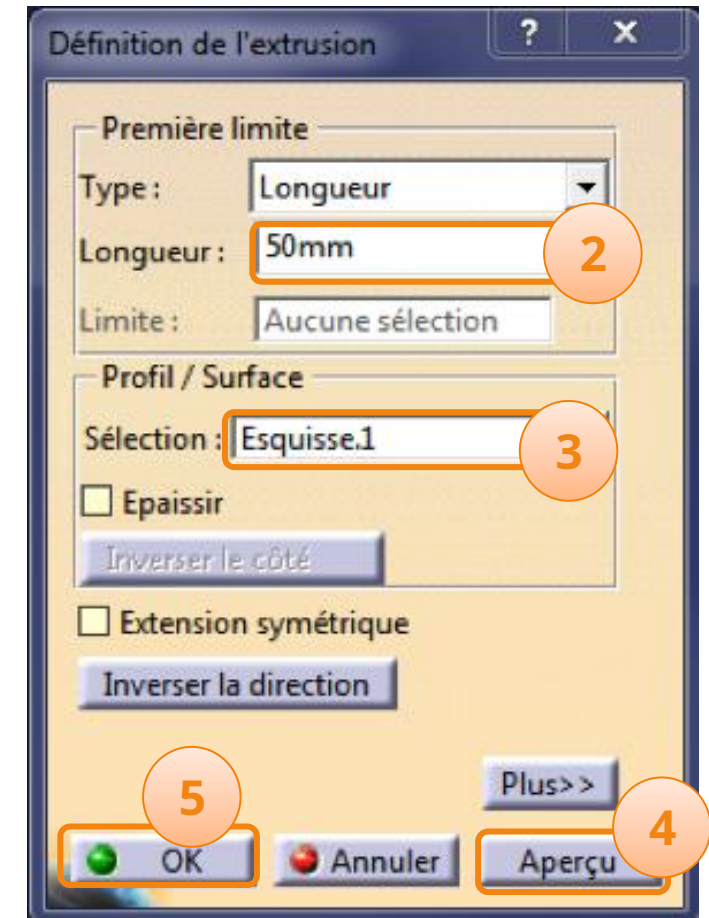 Définition de l'extrusion ? x
Première limite
Type : Longueur
Longueur : 50mm 2
Limite : Aucune sélection
Profil / Surface
Sélection : Esquisse.1 3
Epaissir
Inverser le côté
Extension symétrique
Inverser la direction
Plus>>
5 4
OK Annuler Aperçu